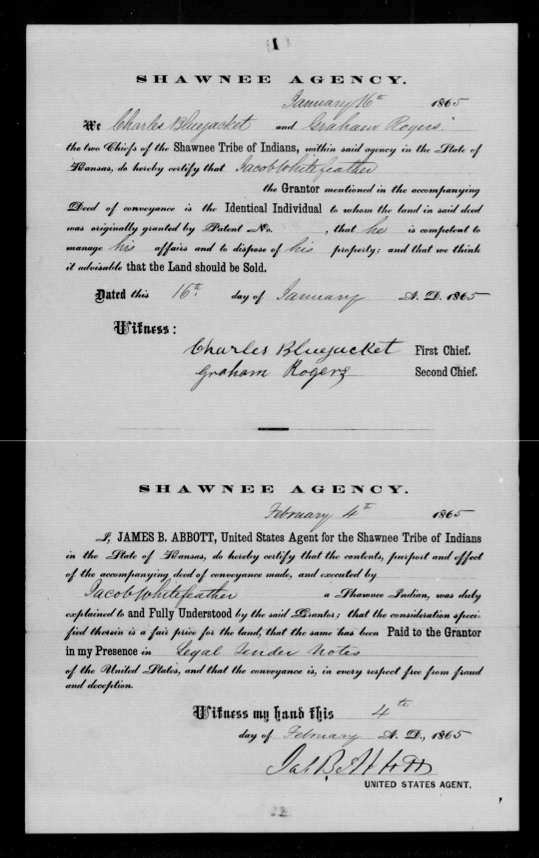 1
SHAWNEE AGENCY.
January 16th 1865
We Charles Bluejacket and Graham Rogers
the two Chiefs of the Shawnee Tribe of Indians, within said agency in the State of
Kansas, do hereby certify that Jacob Whitefeather
the Grantor mentioned in the accompanying
Deed of conveyance is the Identical Individual to whom the land in said deed
was originally granted by Patent No. , that he is competent to
manage his affairs and to dispose of his property; and that we think
it advisable that the Land should be Sold.
Dated this 16th day of January A. D. 1865
Witness:
Charles Bluejacket First Chief.
Graham Rogers Second Chief.
SHAWNEE AGENCY.
February 4th 1865
I, JAMES B. ABBOTT, United States Agent for the Shawnee Tribe of Indians
in the State of Kansas, do hereby certify that the contents, purport and effect
of the accompanying deed of conveyance made, and executed by
Jacob Whitefeather a Shawnee Indian, was duly
explained to and Fully Understood by the said Grantor; that the consideration speci-
fied therein is a fair price for the land, that the same has been Paid to the Grantor
in my Presence in Legal Tender Notes
of the United States, and that the conveyance is, in every respect free from fraud
and deception.
Witness my hand this 4th
day of February A. D., 1865
Jas B Abbott
UNITED STATES AGENT.